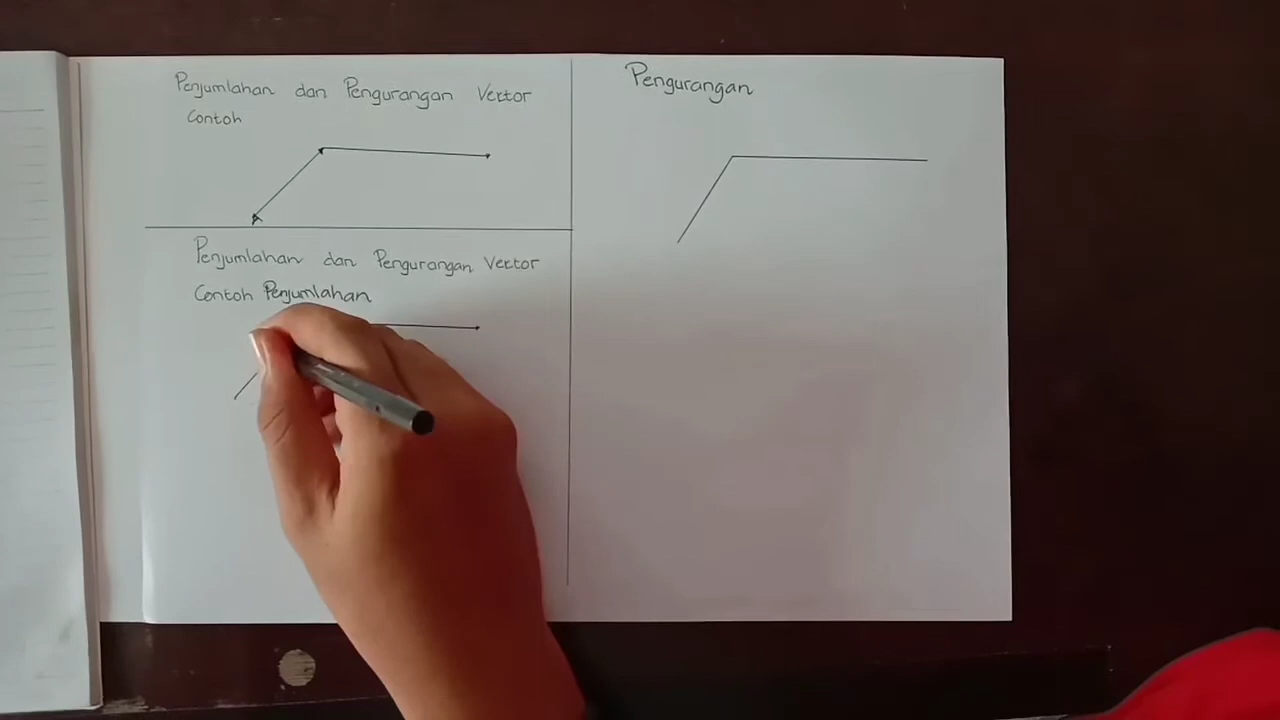 Penjumlahan dan Pengurangan Vector
Contoh
Penjumlahan dan Pengurangan Vector
Contoh Penjumlahan
Pengurangan